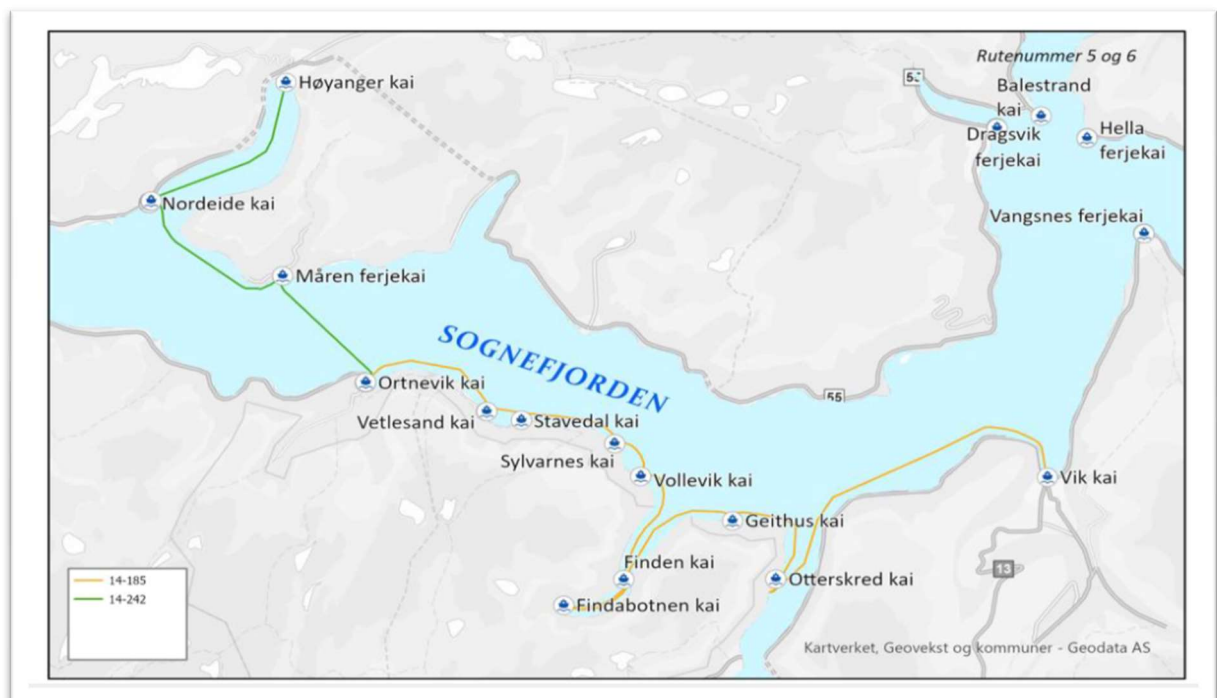 Rutenummer 5 og 6
Høyanger kai
Balestrand
kai
Dragsvik
ferjekai
Hella
ferjekai
Nordeide kai
Vangsnes ferjekai
Måren ferjekai
SOGNEFJORDEN
Ortnevik kai
55
Vetlesand kai
Stavedal kai
Sylvarnes kai
Vollevik kai
Vik kai
Geithus kai
Finden kai
13
Otterskred kai
Findabotnen kai
14-185
14-242
Kartverket, Geovekst og kommuner - Geodata AS